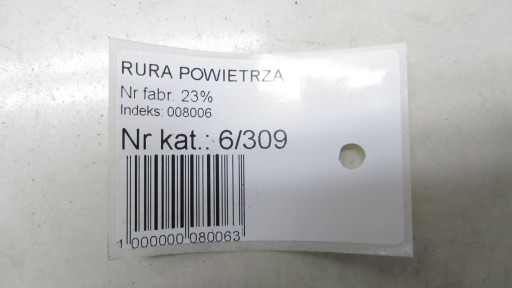 RURA POWIETRZA
Nr fabr. 23%
Indeks: 008006
Nr kat.: 6/309
1 000000 080063